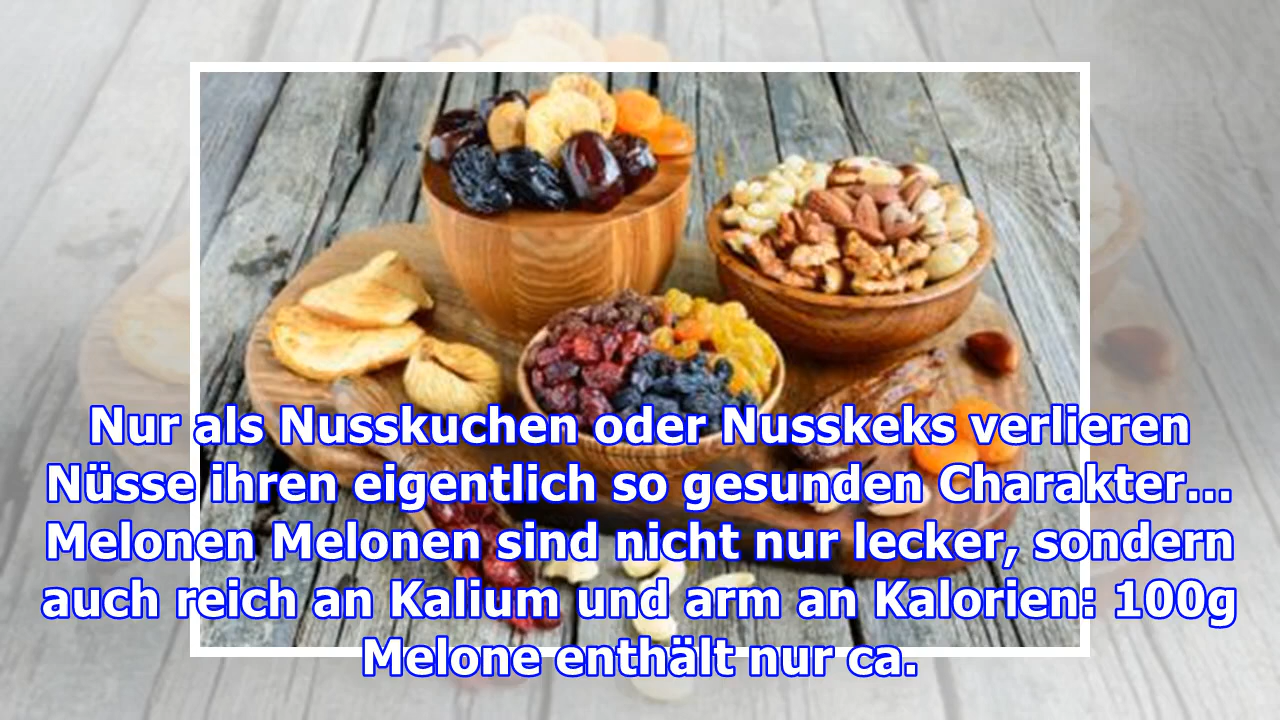 Nur als Nusskuchen oder Nusskeks verlieren
Nüsse ihren eigentlich so gesunden Charakter...
Melonen Melonen sind nicht nur lecker, sondern
auch reich an Kalium und arm an Kalorien: 100g
Melone enthält nur ca.